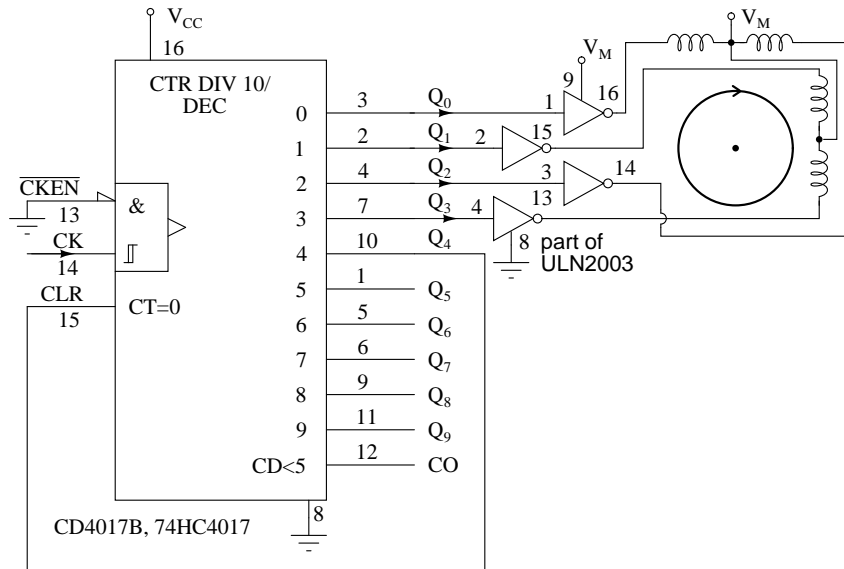 V_CC
V_M
16
V_M
CTR DIV 10/
DEC
9
0 3 Q_0 1 16
1 2 Q_1 2 15
2 4 Q_2 3 14
CKEN
13 &
3 7 Q_3 4 13
8 part of
ULN2003
CK
14
4 10 Q_4
CLR
15 CT=0
5 1 Q_5
6 5 Q_6
7 6 Q_7
8 9 Q_8
9 11 Q_9
CD<5 12 CO
8
CD4017B, 74HC4017